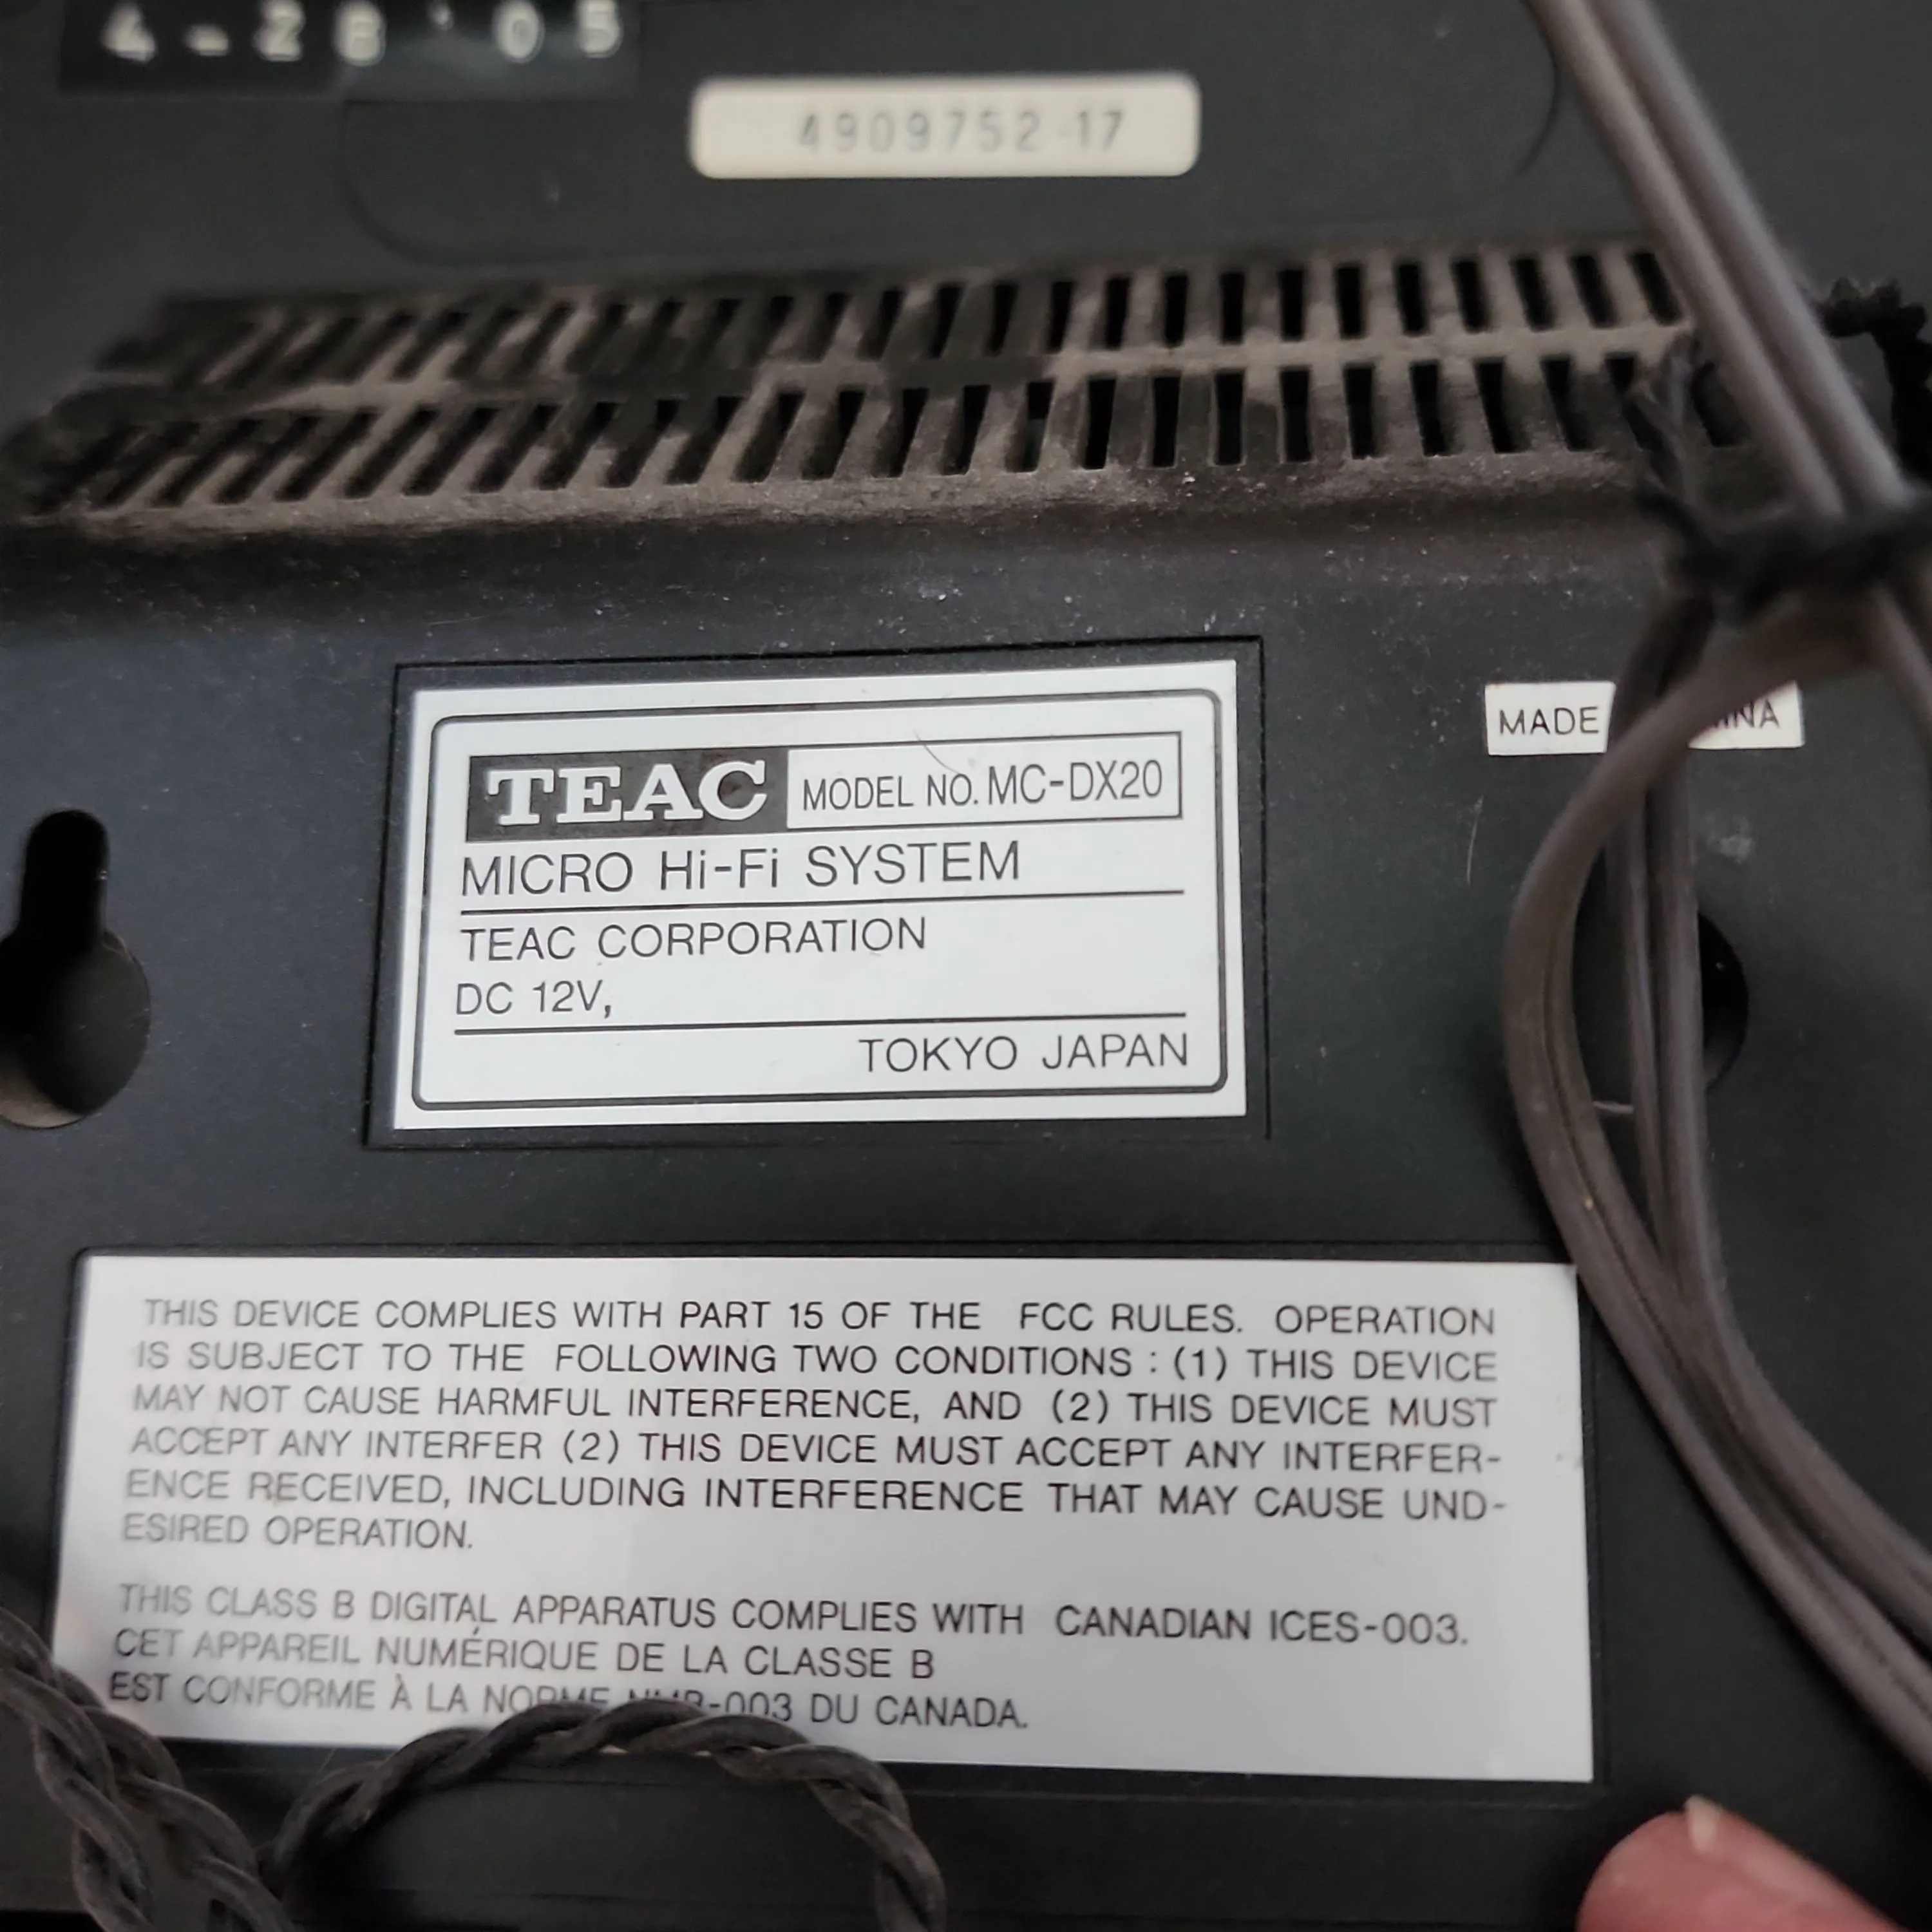 4-28'05
4909752-17
MADE
TEAC MODEL NO. MC-DX20
MICRO Hi-Fi SYSTEM
TEAC CORPORATION
DC 12V,
TOKYO JAPAN
THIS DEVICE COMPLIES WITH PART 15 OF THE FCC RULES. OPERATION
IS SUBJECT TO THE FOLLOWING TWO CONDITIONS : (1) THIS DEVICE
MAY NOT CAUSE HARMFUL INTERFERENCE, AND (2) THIS DEVICE MUST
ACCEPT ANY INTERFER (2) THIS DEVICE MUST ACCEPT ANY INTERFER-
ENCE RECEIVED, INCLUDING INTERFERENCE THAT MAY CAUSE UND-
ESIRED OPERATION.
THIS CLASS B DIGITAL APPARATUS COMPLIES WITH CANADIAN ICES-003.
CET APPAREIL NUMÉRIQUE DE LA CLASSE B
EST CONFORME À LA NORME NMB-003 DU CANADA.